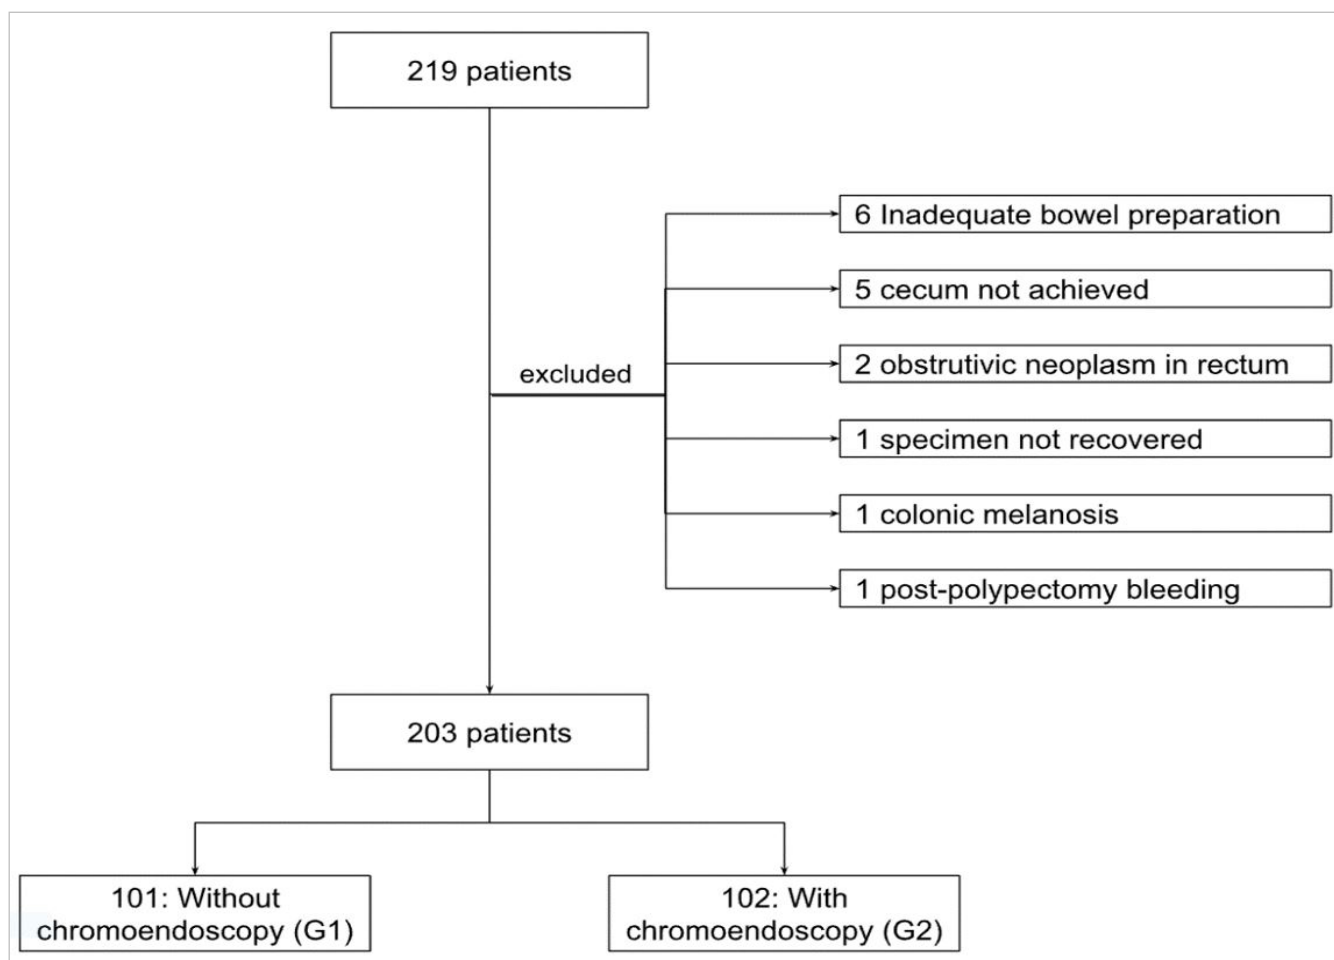 219 patients
6 Inadequate bowel preparation
5 cecum not achieved
2 obstrutivic neoplasm in rectum
excluded
1 specimen not recovered
1 colonic melanosis
1 post-polypectomy bleeding
203 patients
101: Without
chromoendoscopy (G1)
102: With
chromoendoscopy (G2)